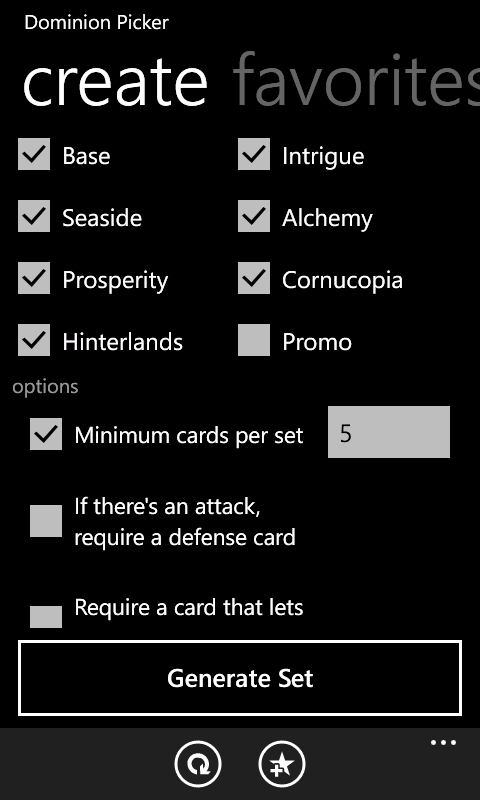 Dominion Picker
create favorites
Base Intrigue
Seaside Alchemy
Prosperity Cornucopia
Hinterlands Promo
options
Minimum cards per set 5
If there's an attack,
require a defense card
Require a card that lets
Generate Set